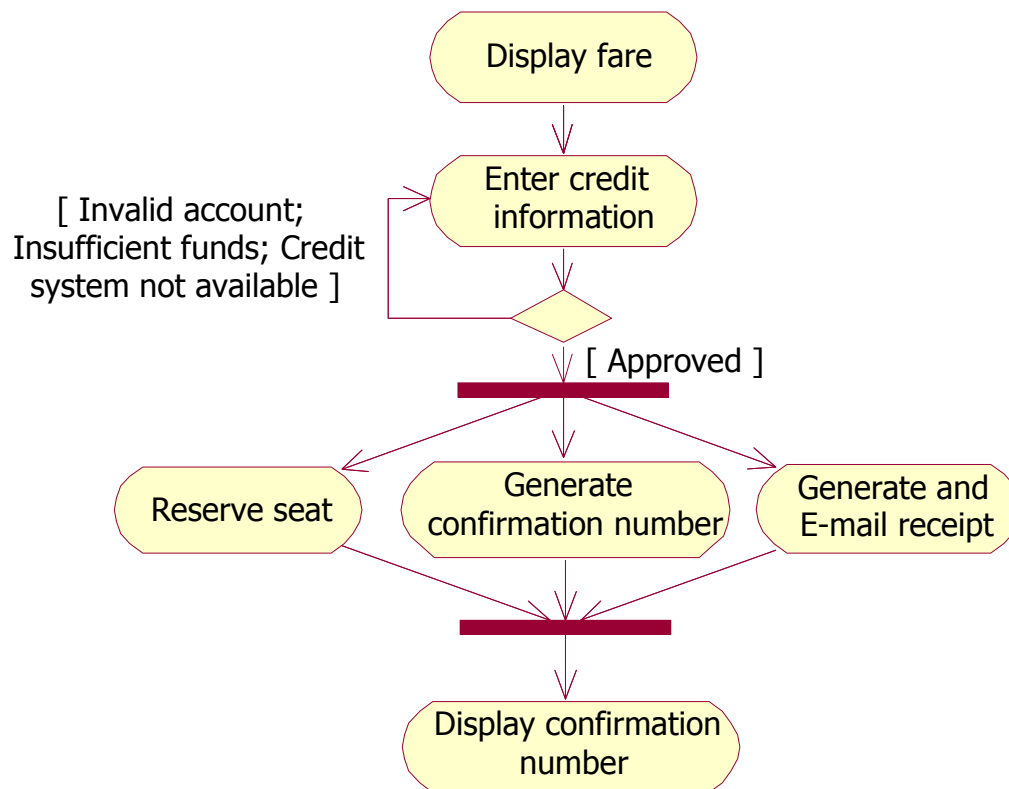 Display fare
Enter credit
information
[ Invalid account;
Insufficient funds; Credit
system not available ]
[ Approved ]
Reserve seat
Generate
confirmation number
Generate and
E-mail receipt
Display confirmation
number